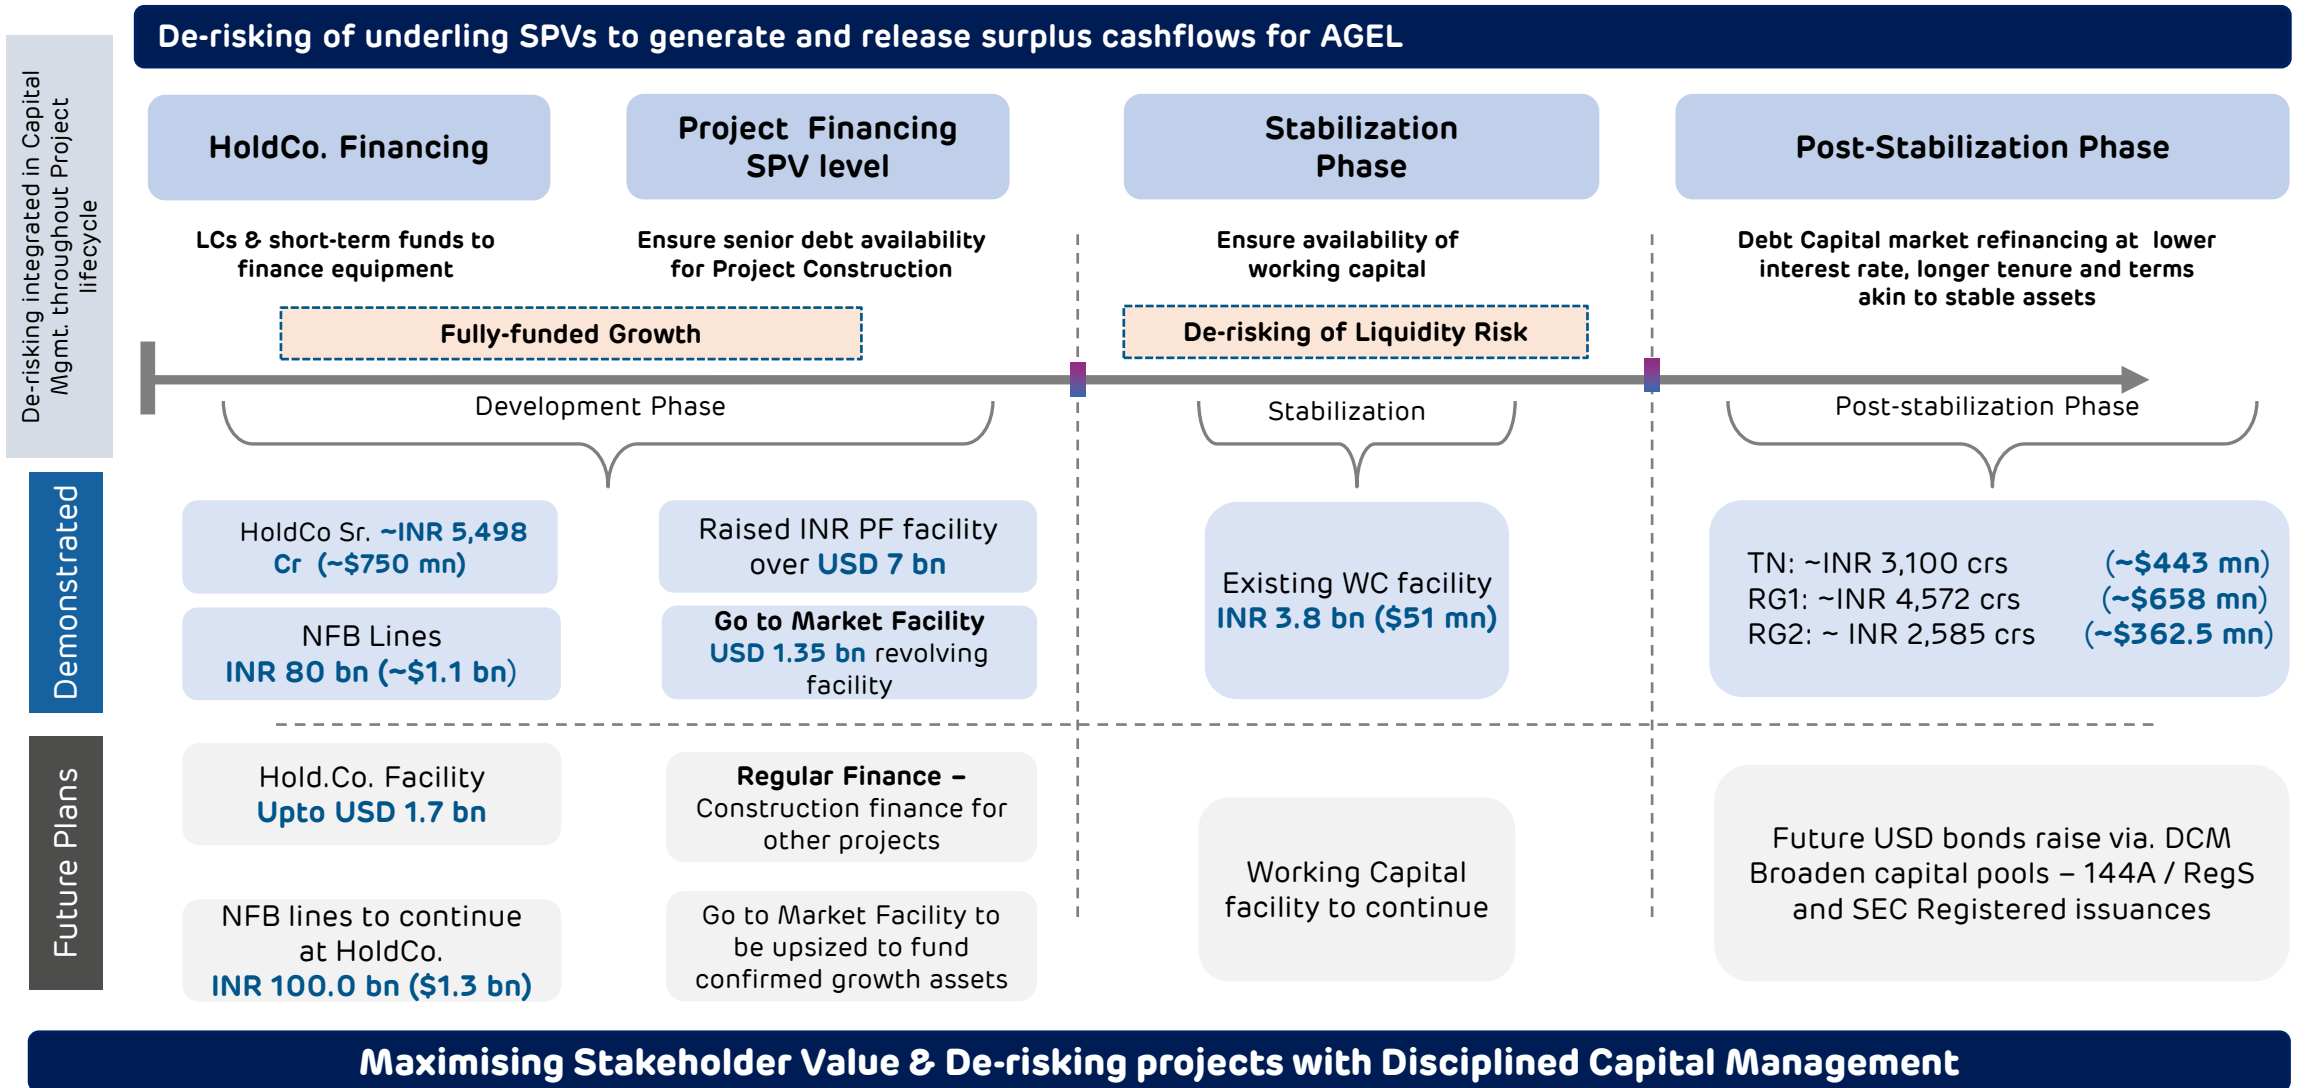 De-risking of underling SPVs to generate and release surplus cashflows for AGEL
De-risking integrated in Capital
Mgmt. throughout Project
lifecycle
HoldCo. Financing
Project Financing
SPV level
Stabilization
Phase
Post-Stabilization Phase
LCs & short-term funds to
finance equipment
Ensure senior debt availability
for Project Construction
Ensure availability of
working capital
Debt Capital market refinancing at lower
interest rate, longer tenure and terms
akin to stable assets
Fully-funded Growth
De-risking of Liquidity Risk
Development Phase
Stabilization
Post-stabilization Phase
Demonstrated
HoldCo Sr. ~INR 5,498
Cr (~$750 mn)
NFB Lines
INR 80 bn (~$1.1 bn)
Raised INR PF facility
over USD 7 bn
Go to Market Facility
USD 1.35 bn revolving
facility
Existing WC facility
INR 3.8 bn ($51 mn)
TN: ~INR 3,100 crs (~$443 mn)
RG1: ~INR 4,572 crs (~$658 mn)
RG2: ~ INR 2,585 crs (~$362.5 mn)
Future Plans
Hold.Co. Facility
Upto USD 1.7 bn
NFB lines to continue
at HoldCo.
INR 100.0 bn ($1.3 bn)
Regular Finance –
Construction finance for
other projects
Go to Market Facility to
be upsized to fund
confirmed growth assets
Working Capital
facility to continue
Future USD bonds raise via. DCM
Broaden capital pools – 144A / RegS
and SEC Registered issuances
Maximising Stakeholder Value & De-risking projects with Disciplined Capital Management